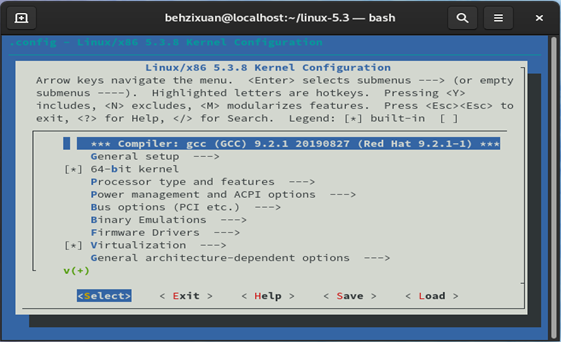 behzixuan@localhost:~/linux-5.3 — bash
.config - Linux/x86 5.3.8 Kernel Configuration
Linux/x86 5.3.8 Kernel Configuration
Arrow keys navigate the menu.  <Enter> selects submenus ---> (or empty
submenus ----).  Highlighted letters are hotkeys.  Pressing <Y>
includes, <N> excludes, <M> modularizes features.  Press <Esc><Esc> to
exit, <?> for Help, </> for Search.  Legend: [*] built-in  [ ]
*** Compiler: gcc (GCC) 9.2.1 20190827 (Red Hat 9.2.1-1) ***
General setup  --->
[*] 64-bit kernel
Processor type and features  --->
Power management and ACPI options  --->
Bus options (PCI etc.)  --->
Binary Emulations  --->
Firmware Drivers  --->
[*] Virtualization  --->
General architecture-dependent options  --->
v(+)
<Select>    < Exit >    < Help >    < Save >    < Load >